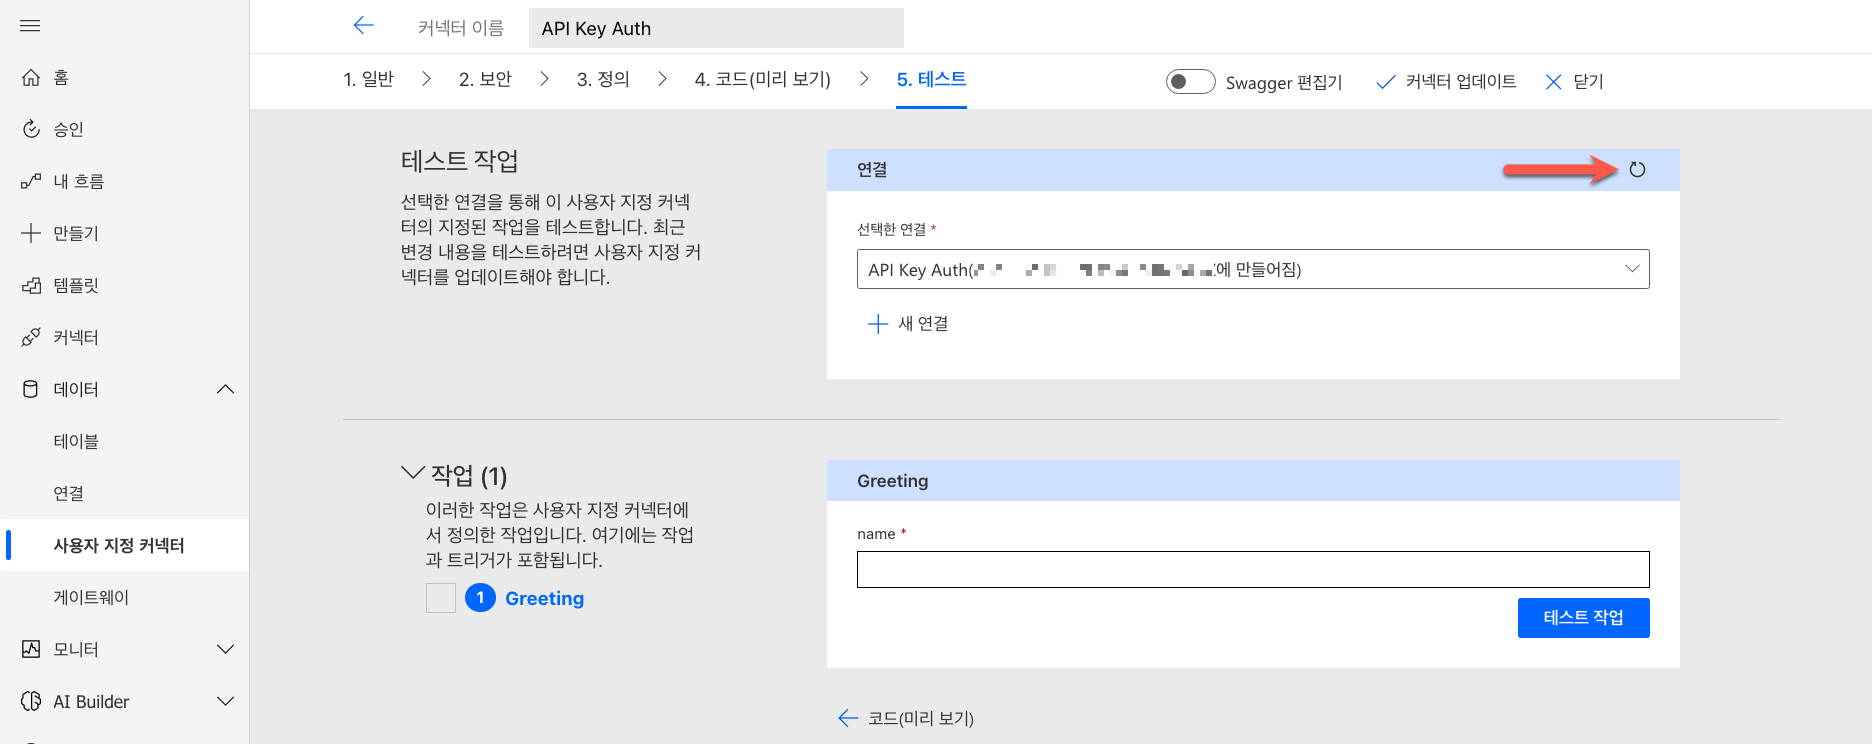 커넥터 이름
API Key Auth
1. 일반
2. 보안
3. 정의
4. 코드(미리 보기)
5. 테스트
Swagger 편집기
커넥터 업데이트
닫기
홈
승인
내 흐름
만들기
템플릿
커넥터
데이터
테이블
연결
사용자 지정 커넥터
게이트웨이
모니터
AI Builder
테스트 작업
선택한 연결을 통해 이 사용자 지정 커넥
터의 지정된 작업을 테스트합니다. 최근
변경 내용을 테스트하려면 사용자 지정 커
넥터를 업데이트해야 합니다.
연결
선택한 연결 *
API Key Auth( 에 만들어짐)
새 연결
작업 (1)
이러한 작업은 사용자 지정 커넥터에
서 정의한 작업입니다. 여기에는 작업
과 트리거가 포함됩니다.
1 Greeting
Greeting
name *
테스트 작업
코드(미리 보기)